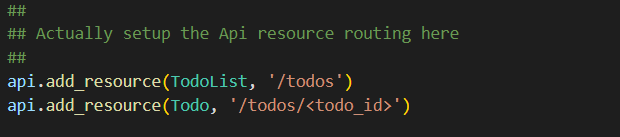 ##
## Actually setup the Api resource routing here
##
api.add_resource(TodoList, '/todos')
api.add_resource(Todo, '/todos/<todo_id>')